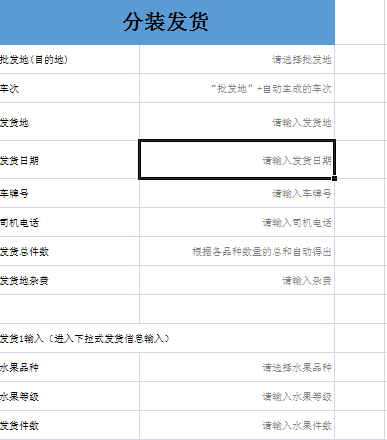 分装发货
批发地(目的地) 请选择批发地
车次 “批发地”+自动生成的车次
发货地 请输入发货地
发货日期 请输入发货日期
车牌号 请输入车牌号
司机电话 请输入司机电话
发货总件数 根据各品种数量的总和自动得出
发货地杂费 请输入杂费
发货1输入（进入下拉式发货信息输入）
水果品种 请选择水果品种
水果等级 请输入水果等级
发货件数 请输入水果件数